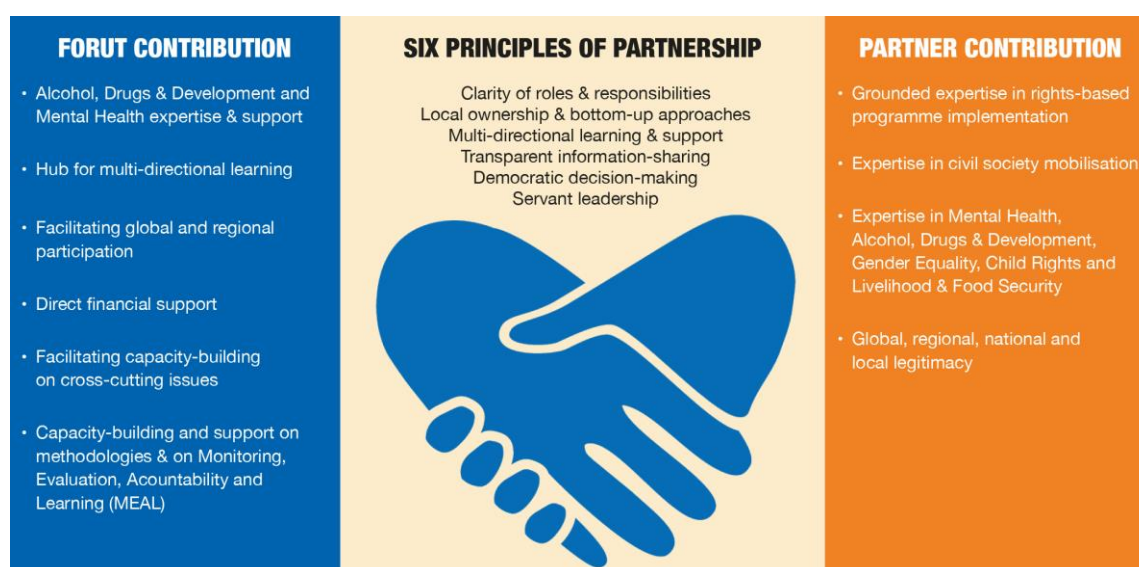 FORUT CONTRIBUTION
• Alcohol, Drugs & Development and
Mental Health expertise & support
• Hub for multi-directional learning
• Facilitating global and regional
participation
• Direct financial support
• Facilitating capacity-building
on cross-cutting issues
• Capacity-building and support on
methodologies & on Monitoring,
Evaluation, Acountability and
Learning (MEAL)
SIX PRINCIPLES OF PARTNERSHIP
Clarity of roles & responsibilities
Local ownership & bottom-up approaches
Multi-directional learning & support
Transparent information-sharing
Democratic decision-making
Servant leadership
PARTNER CONTRIBUTION
• Grounded expertise in rights-based
programme implementation
• Expertise in civil society mobilisation
• Expertise in Mental Health,
Alcohol, Drugs & Development,
Gender Equality, Child Rights and
Livelihood & Food Security
• Global, regional, national and
local legitimacy